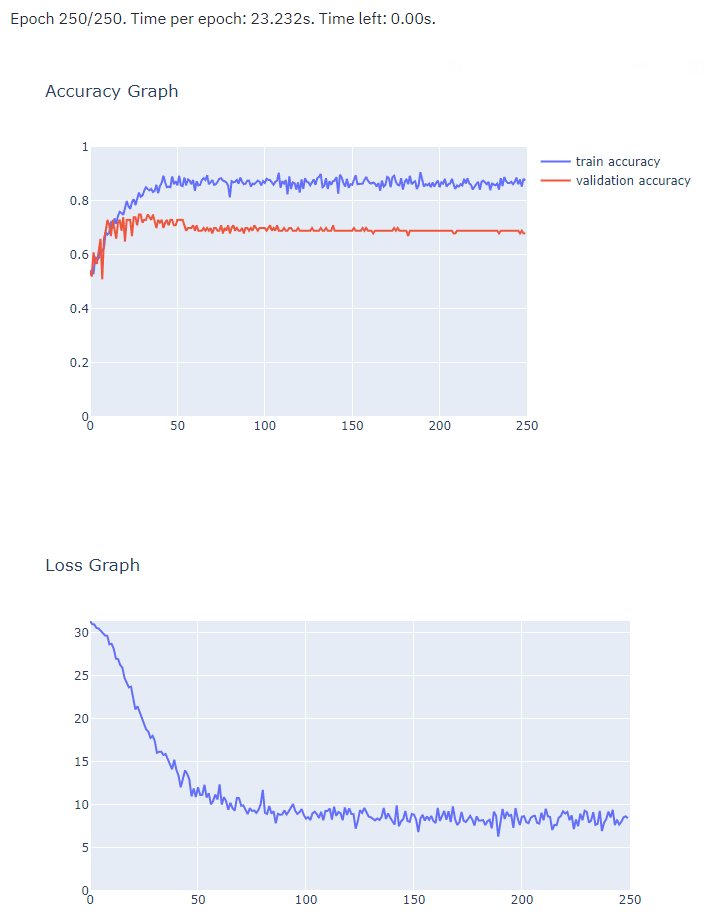 Epoch 250/250. Time per epoch: 23.232s. Time left: 0.00s.
Accuracy Graph
1
0.8
0.6
0.4
0.2
0
0 50 100 150 200 250
train accuracy
validation accuracy
Loss Graph
30
25
20
15
10
5
0
0 50 100 150 200 250